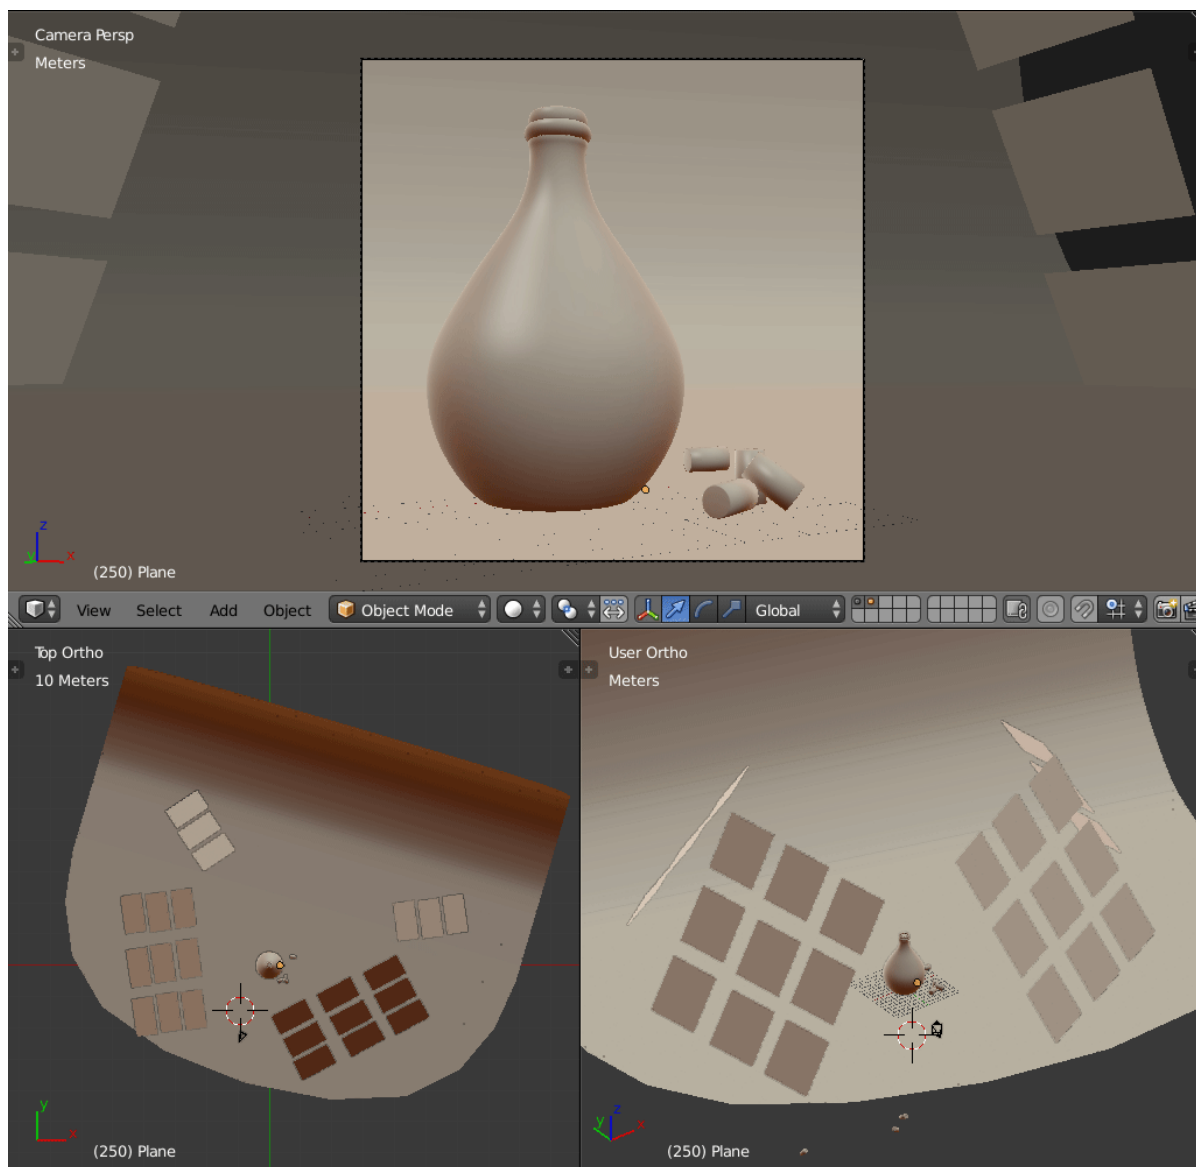 Camera Persp
Meters
z
y x
(250) Plane
View Select Add Object Object Mode Global
Top Ortho
10 Meters
y
x
(250) Plane
User Ortho
Meters
z
y x
(250) Plane